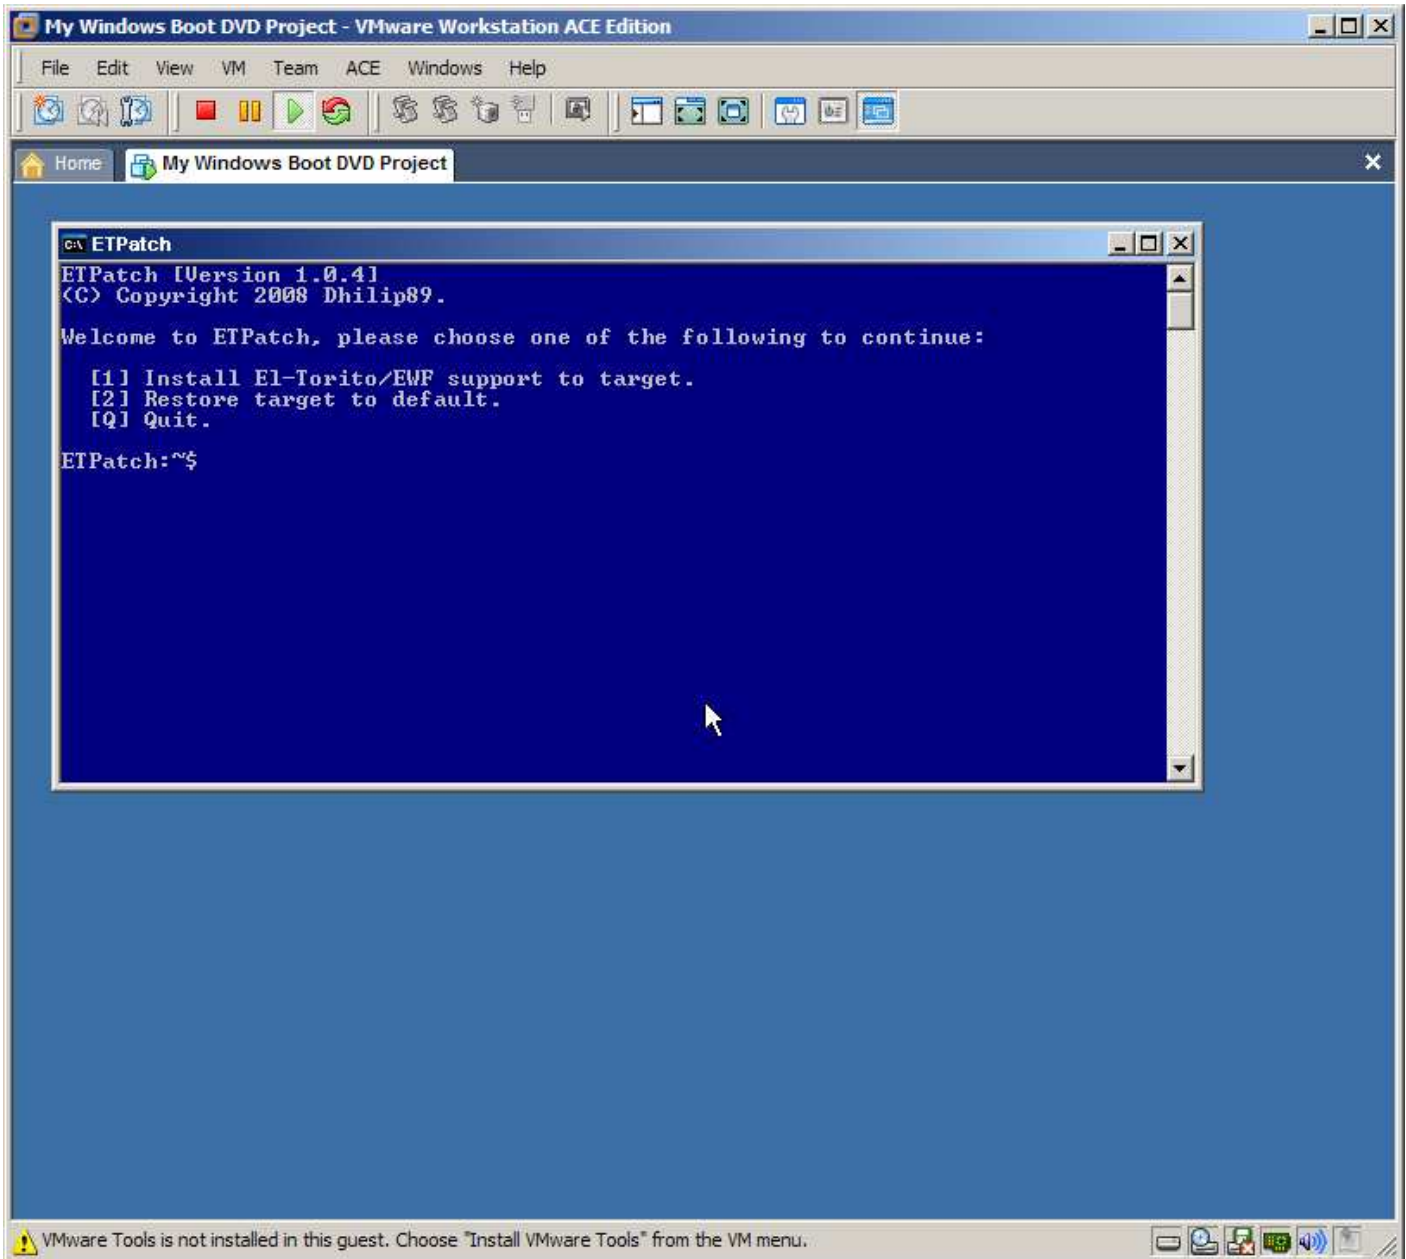 My Windows Boot DVD Project - VMware Workstation ACE Edition
File Edit View VM Team ACE Windows Help
Home My Windows Boot DVD Project
ETPatch
ETPatch [Version 1.0.4]
(C) Copyright 2008 Dhilip89.
Welcome to ETPatch, please choose one of the following to continue:
[1] Install El-Torito/EWF support to target.
[2] Restore target to default.
[Q] Quit.
ETPatch:~$
VMware Tools is not installed in this guest. Choose "Install VMware Tools" from the VM menu.